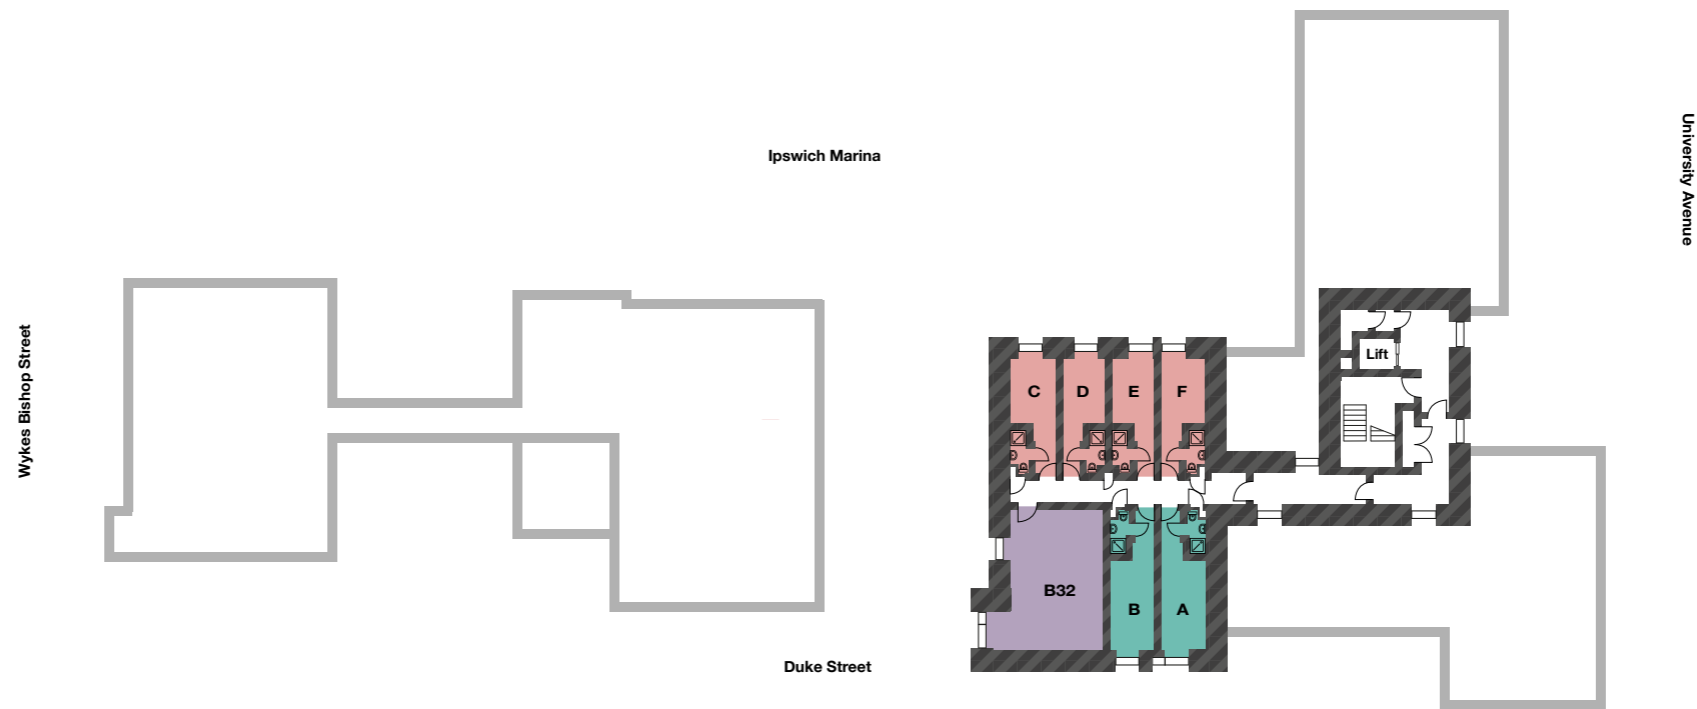 Ipswich Marina
University Avenue
Wykes Bishop Street
Lift
C
D
E
F
B32
B
A
Duke Street